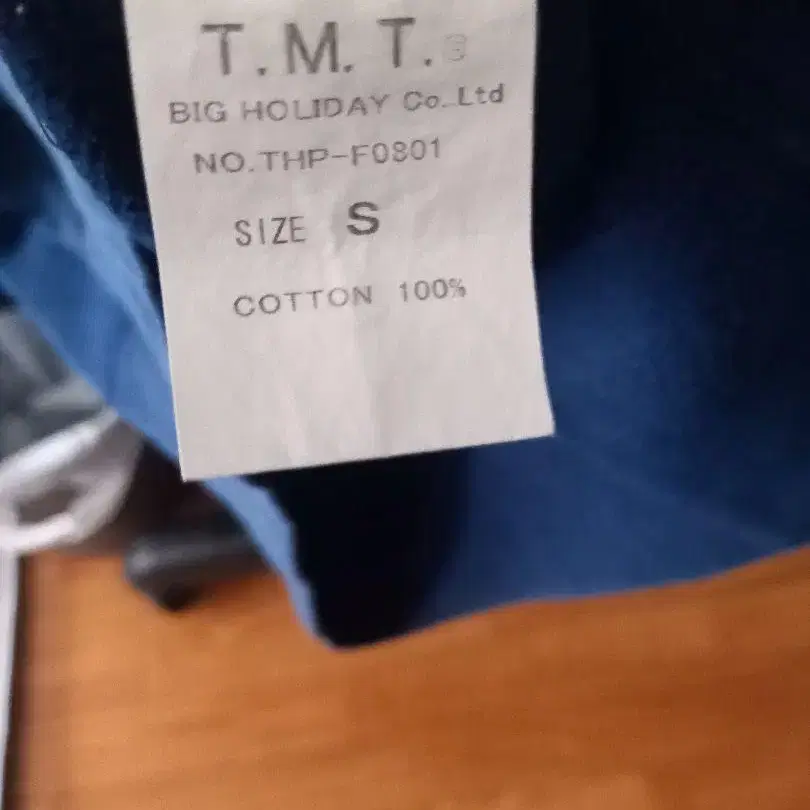 T.M.T.
BIG HOLIDAY Co.Ltd
NO.THP-F0801
SIZE S
COTTON 100%